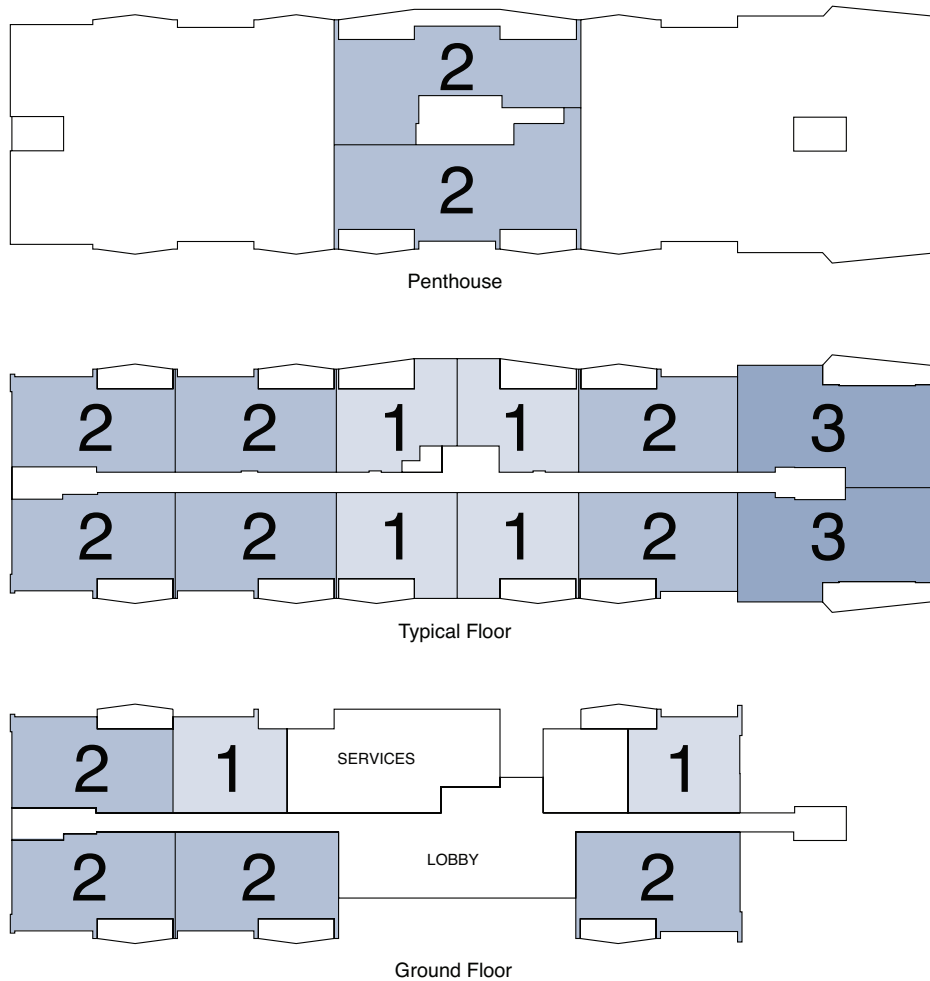 2
2
Penthouse
2 2 1 1 2 3
2 2 1 1 2 3
Typical Floor
2 1 SERVICES 1
LOBBY
2 2 2
Ground Floor